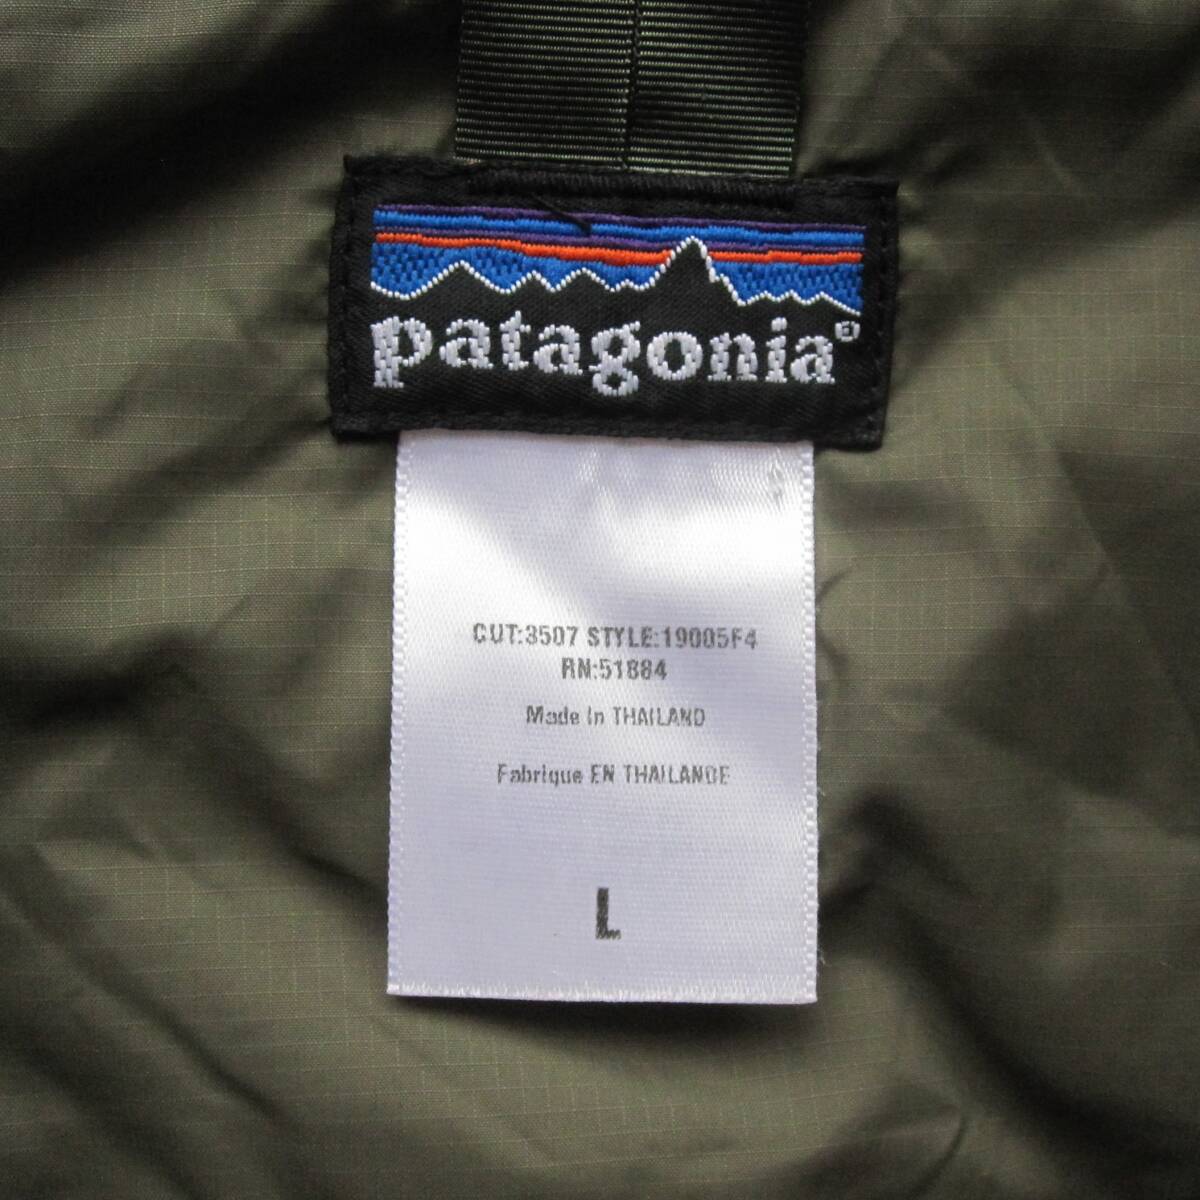 patagonia®
CUT:3507 STYLE:19005F4
RN:51884
Made In THAILAND
Fabrique EN THAILANDE
L